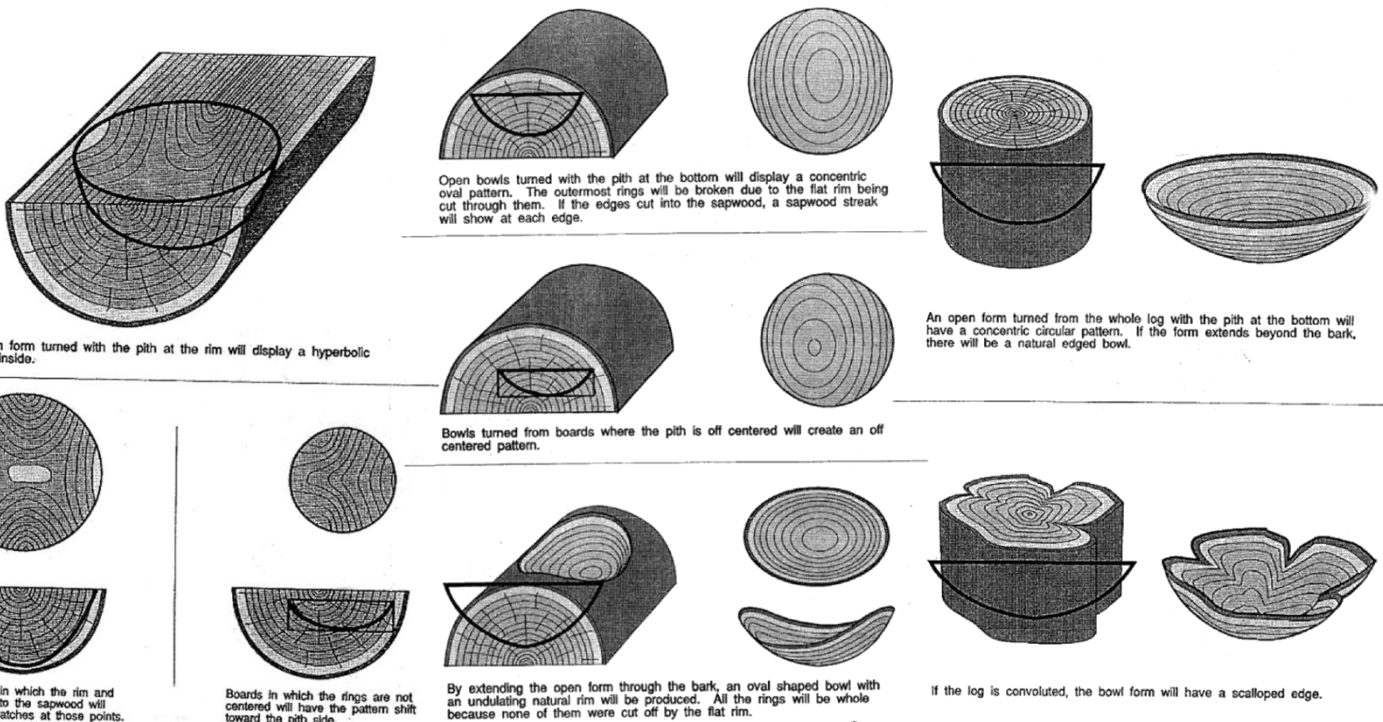 form turned with the pith at the rim will display a hyperbolic
inside.
in which the rim and
to the sapwood will
at those points.
Boards in which the rings are not
centered will have the pattern shift
toward the pith side.
Open bowls turned with the pith at the bottom will display a concentric
oval pattern. The outermost rings will be broken due to the flat rim being
cut through them. If the edges cut into the sapwood, a sapwood streak
will show at each edge.
Bowls turned from boards where the pith is off centered will create an off
centered pattern.
By extending the open form through the bark, an oval shaped bowl with
an undulating natural rim will be produced. All the rings will be whole
because none of them were cut off by the flat rim.
An open form turned from the whole log with the pith at the bottom will
have a concentric circular pattern. If the form extends beyond the bark,
there will be a natural edged bowl.
If the log is convoluted, the bowl form will have a scalloped edge.